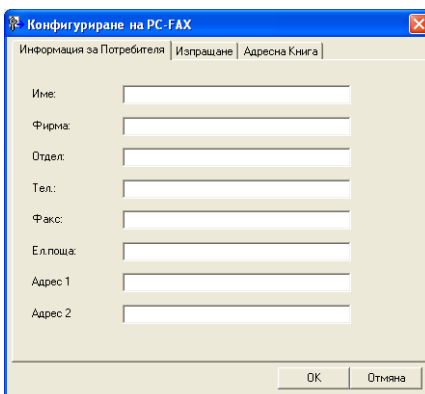 Конфигуриране на PC-FAX
Информация за Потребителя Изпращане Адресна Книга
Име:
Фирма:
Отдел:
Тел.:
Факс:
Ел.поща:
Адрес 1
Адрес 2
OK Отмяна